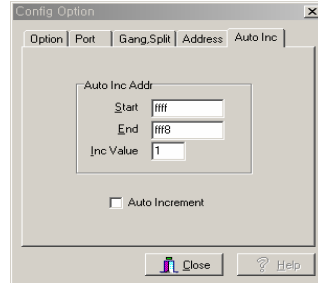 Config Option
Option Port Gang,Split Address Auto Inc
Auto Inc Addr
Start ffff
End fff8
Inc Value 1
Auto Increment
Close ? Help